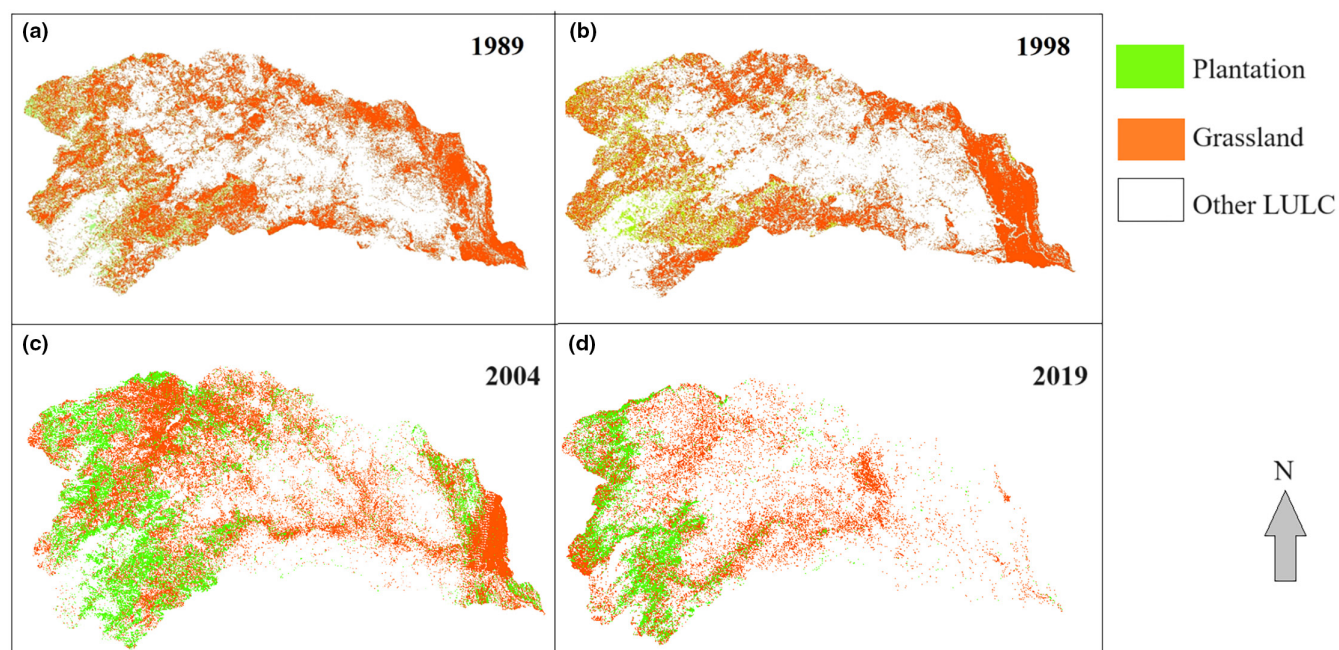 (a)
1989
(b)
1998
Plantation
Grassland
Other LULC
(c)
2004
(d)
2019
N